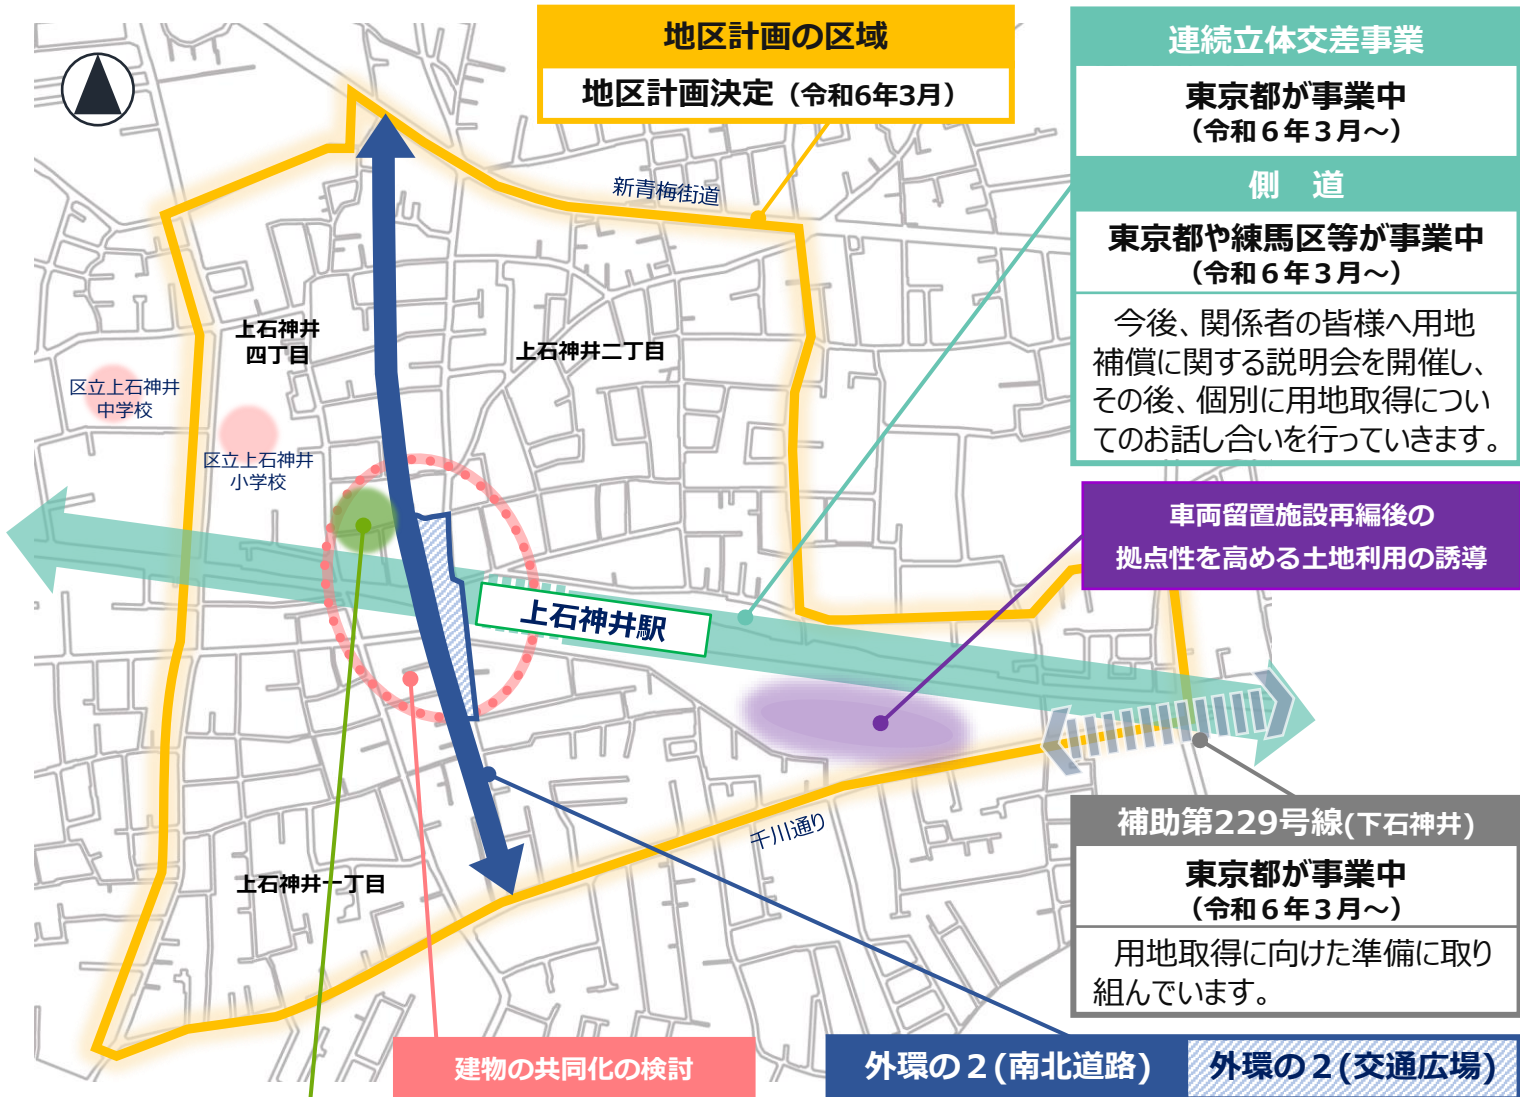 地区計画の区域
地区計画決定（令和6年3月）
連続立体交差事業
東京都が事業中
（令和６年３月～）
側　道
東京都や練馬区等が事業中
（令和６年３月～）
今後、関係者の皆様へ用地
補償に関する説明会を開催し、
その後、個別に用地取得につい
てのお話し合いを行っていきます。
新青梅街道
上石神井
四丁目
上石神井二丁目
区立上石神井
中学校
区立上石神井
小学校
車両留置施設再編後の
拠点性を高める土地利用の誘導
上石神井駅
千川通り
上石神井一丁目
補助第229号線(下石神井)
東京都が事業中
（令和６年３月～）
用地取得に向けた準備に取り
組んでいます。
建物の共同化の検討
外環の２(南北道路)
外環の２(交通広場)